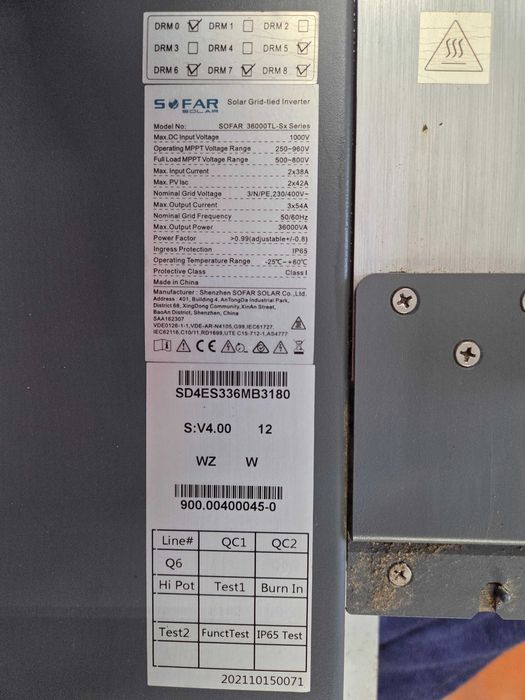 DRM 0 ☑ DRM 1 ☐ DRM 2 ☐
DRM 3 ☐ DRM 4 ☐ DRM 5 ☑
DRM 6 ☑ DRM 7 ☑ DRM 8 ☑
SOFAR SOLAR Solar Grid-tied Inverter
Model No: SOFAR 36000TL-Sx Series
Max.DC Input Voltage 1000V
Operating MPPT Voltage Range 250~960V
Full Load MPPT Voltage Range 500~800V
Max. Input Current 2x38A
Max. PV Isc 2x42A
Nominal Grid Voltage 3/N/PE,230/400V~
Max.Output Current 3x54A
Nominal Grid Frequency 50/60Hz
Max.Output Power 36000VA
Power Factor >0.99(adjustable+/-0.8)
Ingress Protection IP65
Operating Temperature Range -25℃~+60℃
Protective Class Class I
Made in China
Manufacturer : Shenzhen SOFAR SOLAR Co.,Ltd.
Address : 401, Building 4, AnTongDa Industrial Park,
District 68, XingDong Community, XinAn Street,
BaoAn District, Shenzhen, China
SAA162307
VDE0126-1-1,VDE-AR-N4105,G99,IEC61727,
IEC62116,C10/11,RD1699,UTE C15-712-1,AS4777
CE
SD4ES336MB3180
S:V4.00 12
WZ W
900.00400045-0
Line# QC1 QC2
Q6
Hi Pot Test1 Burn In
Test2 FunctTest IP65 Test
202110150071